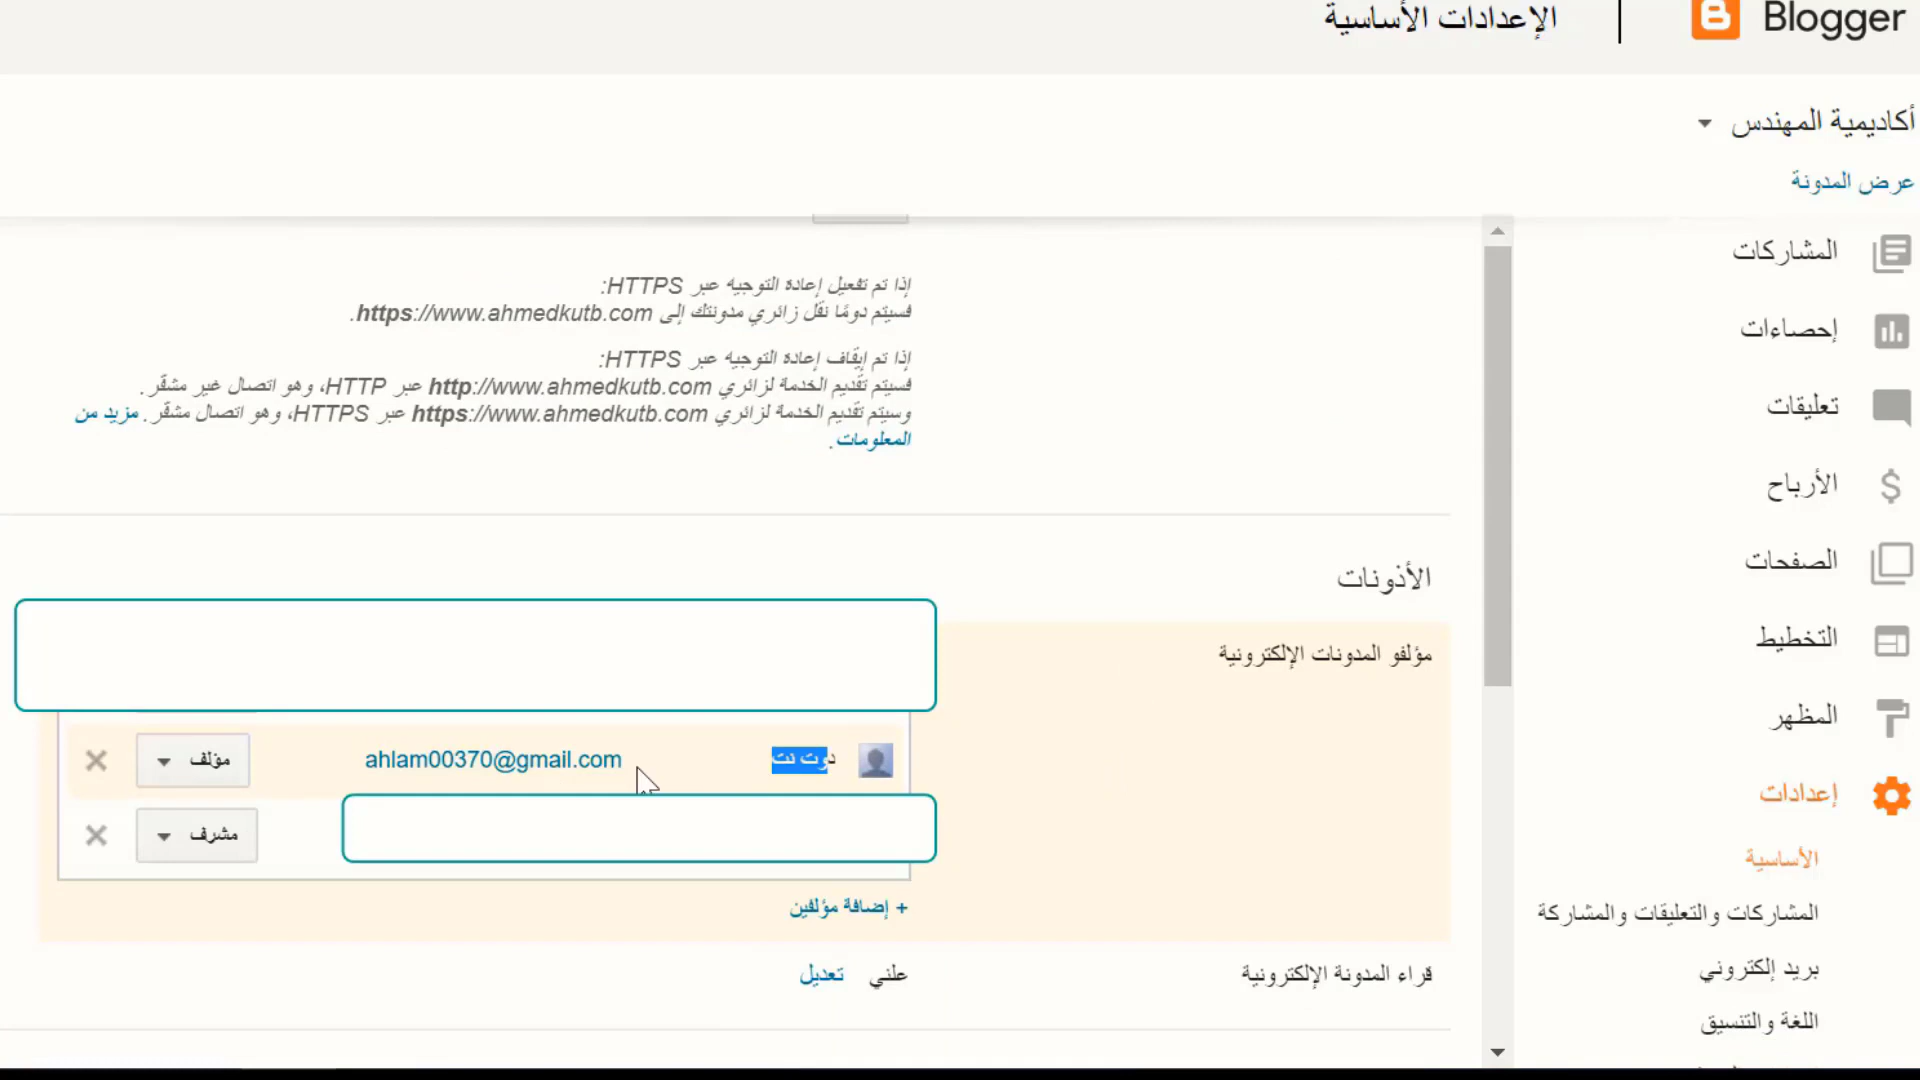 Blogger
الإعدادات الأساسية
أكاديمية المهندس
عرض المدونة
المشاركات
إحصاءات
تعليقات
الأرباح
الصفحات
التخطيط
المظهر
إعدادات
الأساسية
المشاركات والتعليقات والمشاركة
بريد إلكتروني
اللغة والتنسيق
إذا تم تفعيل إعادة التوجيه عبر HTTPS:
فسيتم دومًا نقل زائري مدونتك إلى https://www.ahmedkutb.com.
إذا تم إيقاف إعادة التوجيه عبر HTTPS:
فسيتم تقديم الخدمة لزائري http://www.ahmedkutb.com عبر HTTP، وهو اتصال غير مشفّر.
وسيتم تقديم الخدمة لزائري https://www.ahmedkutb.com عبر HTTPS، وهو اتصال مشفّر. مزيد من
المعلومات.
الأذونات
مؤلفو المدونات الإلكترونية
دوت نت ahlam00370@gmail.com مؤلف
مشرف
+ إضافة مؤلفين
قراء المدونة الإلكترونية علني تعديل